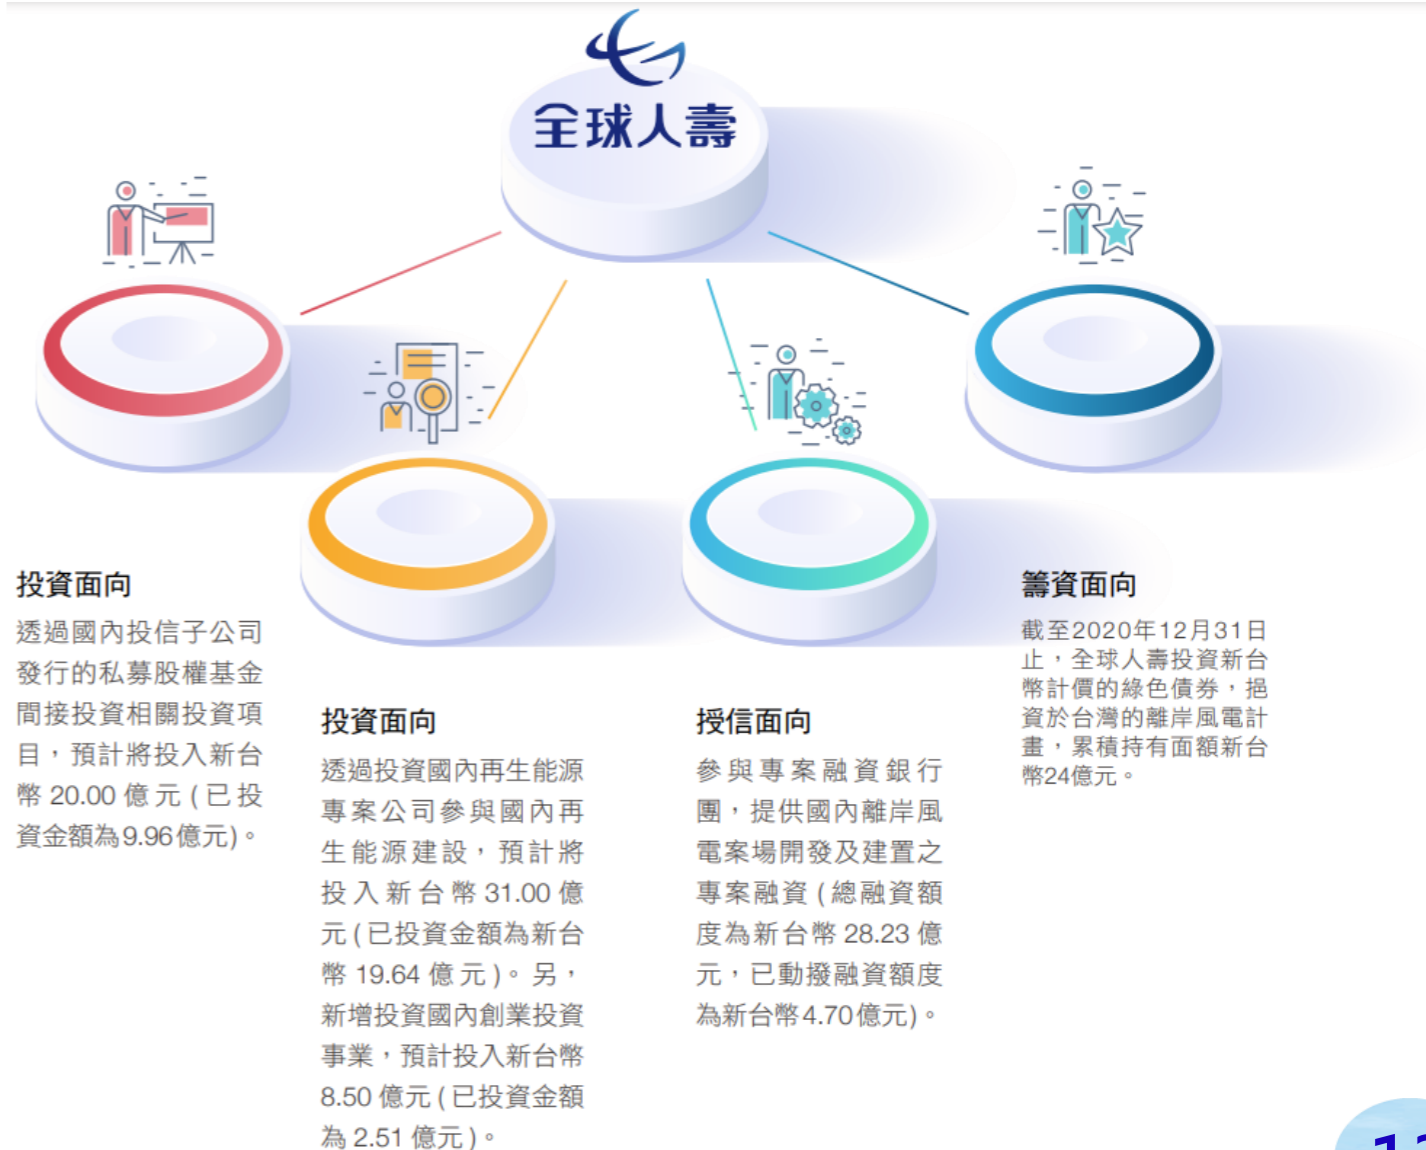 全球人壽
投資面向
透過國內投信子公司
發行的私募股權基金
間接投資相關投資項
目，預計將投入新台
幣 20.00 億元 (已投
資金額為9.96億元)。
投資面向
透過投資國內再生能源
專案公司參與國內再
生能源建設，預計將
投入新台幣 31.00 億
元 (已投資金額為新台
幣 19.64 億元)。另，
新增投資國內創業投資
事業，預計投入新台幣
8.50 億元 (已投資金額
為 2.51 億元)。
授信面向
參與專案融資銀行
團，提供國內離岸風
電案場開發及建置之
專案融資 (總融資額
度為新台幣 28.23 億
元，已動撥融資額度
為新台幣4.70億元)。
籌資面向
截至2020年12月31日
止，全球人壽投資新台
幣計價的綠色債券，挹
資於台灣的離岸風電計
畫，累積持有面額新台
幣24億元。